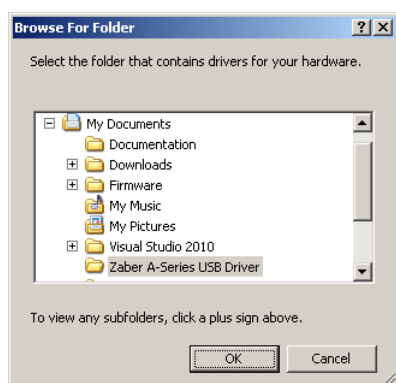 Browse For Folder
Select the folder that contains drivers for your hardware.
My Documents
Documentation
Downloads
Firmware
My Music
My Pictures
Visual Studio 2010
Zaber A-Series USB Driver
To view any subfolders, click a plus sign above.
OK Cancel